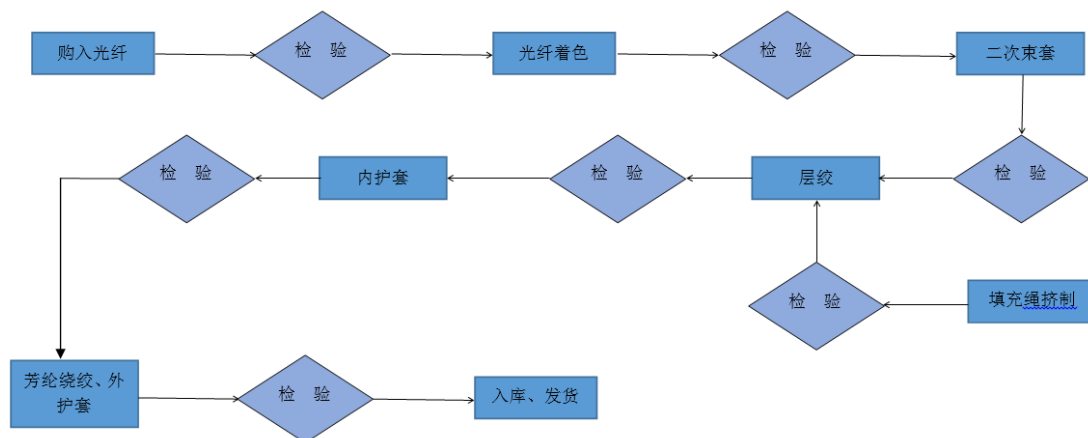 购入光纤
检 验
光纤着色
检 验
二次束套
检 验
内护套
检 验
层绞
检 验
检 验
填充绳挤制
芳纶绕绞、外
护套
检 验
入库、发货